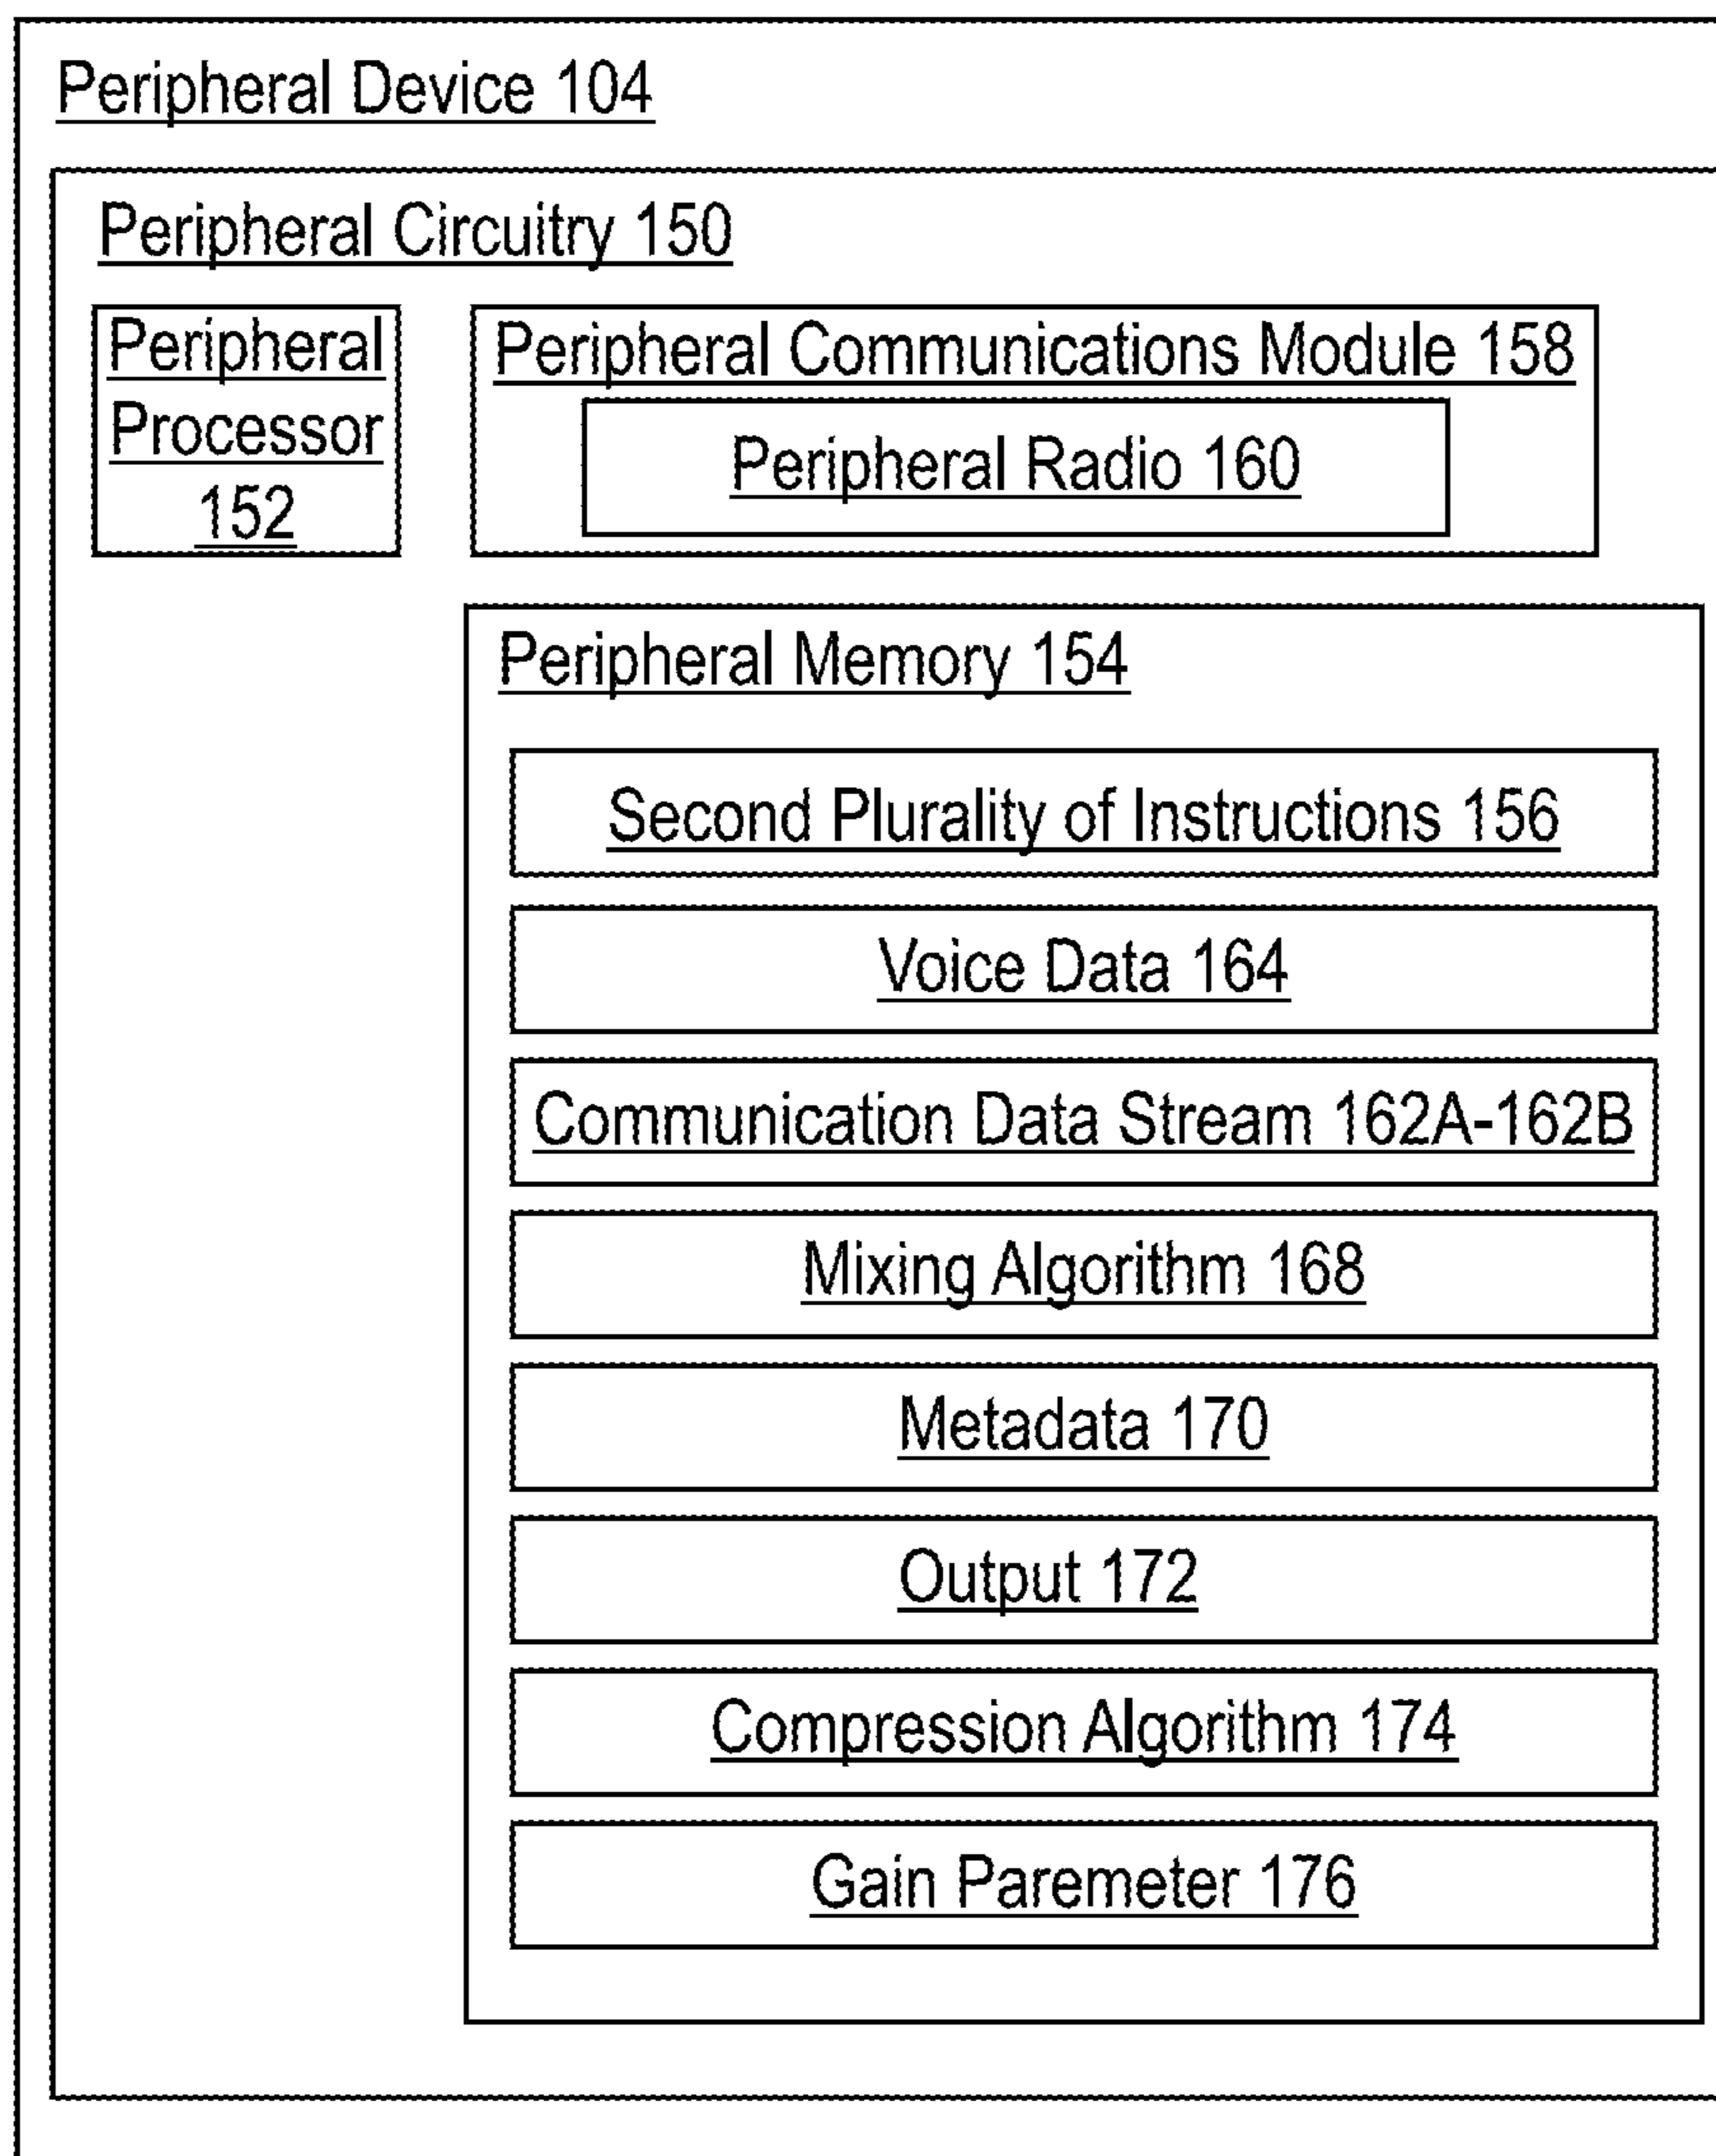 Peripheral Device 104
Peripheral Circuitry 150
Peripheral
Processor
152
Peripheral Communications Module 158
Peripheral Radio 160
Peripheral Memory 154
Second Plurality of Instructions 156
Voice Data 164
Communication Data Stream 162A-162B
Mixing Algorithm 168
Metadata 170
Output 172
Compression Algorithm 174
Gain Paremeter 176